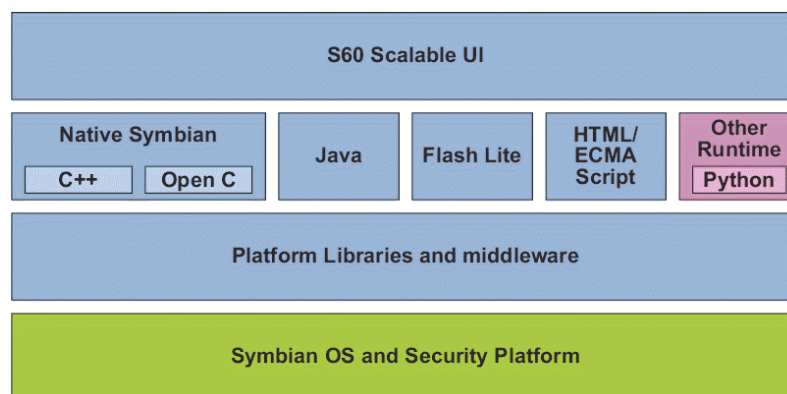 S60 Scalable UI
Native Symbian
C++
Open C
Java
Flash Lite
HTML/
ECMA
Script
Other
Runtime
Python
Platform Libraries and middleware
Symbian OS and Security Platform